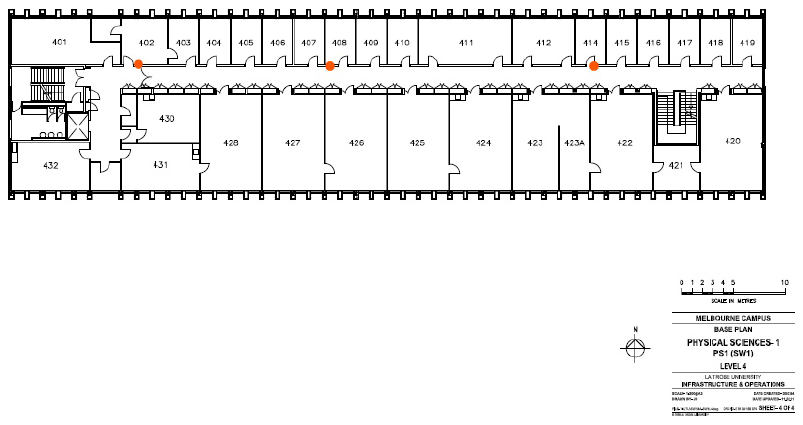 401
402
403
404
405
406
407
408
409
410
411
412
414
415
416
417
418
419
430
428
427
426
425
424
423
423A
422
421
420
432
431
0 1 2 3 4 5 10
SCALE IN METRES
N
MELBOURNE CAMPUS
BASE PLAN
PHYSICAL SCIENCES- 1
PS1 (SW1)
LEVEL 4
LA TROBE UNIVERSITY
INFRASTRUCTURE & OPERATIONS
SHEET- 4 OF 4